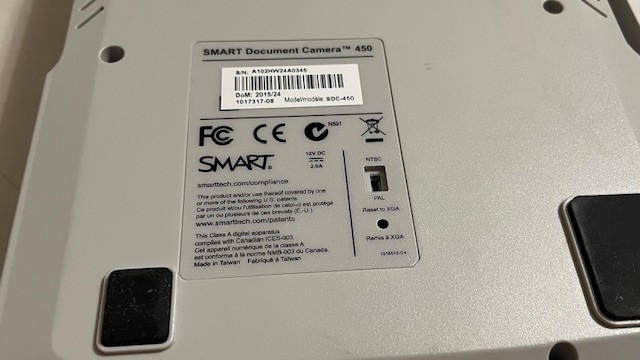 SMART Document Camera™ 450
S/N: A102HW24A0345
DoM: 2015/24
1017317-08 Model/modèle: SDC-450
FC CE N591
SMART®
12V DC
2.0A
smarttech.com/compliance
This product and/or use thereof covered by one
or more of the following U.S. patents.
Ce produit et/ou l'utilisation de celui-ci est protégé
par un ou plusieurs de ces brevets (É.-U.)
www.smarttech.com/patents
This Class A digital apparatus
complies with Canadian ICES-003
Cet appareil numérique de la classe A
est conforme à la norme NMB-003 du Canada.
Made in Taiwan Fabriqué à Taiwan
NTSC
PAL
Reset to XGA
Remis à XGA